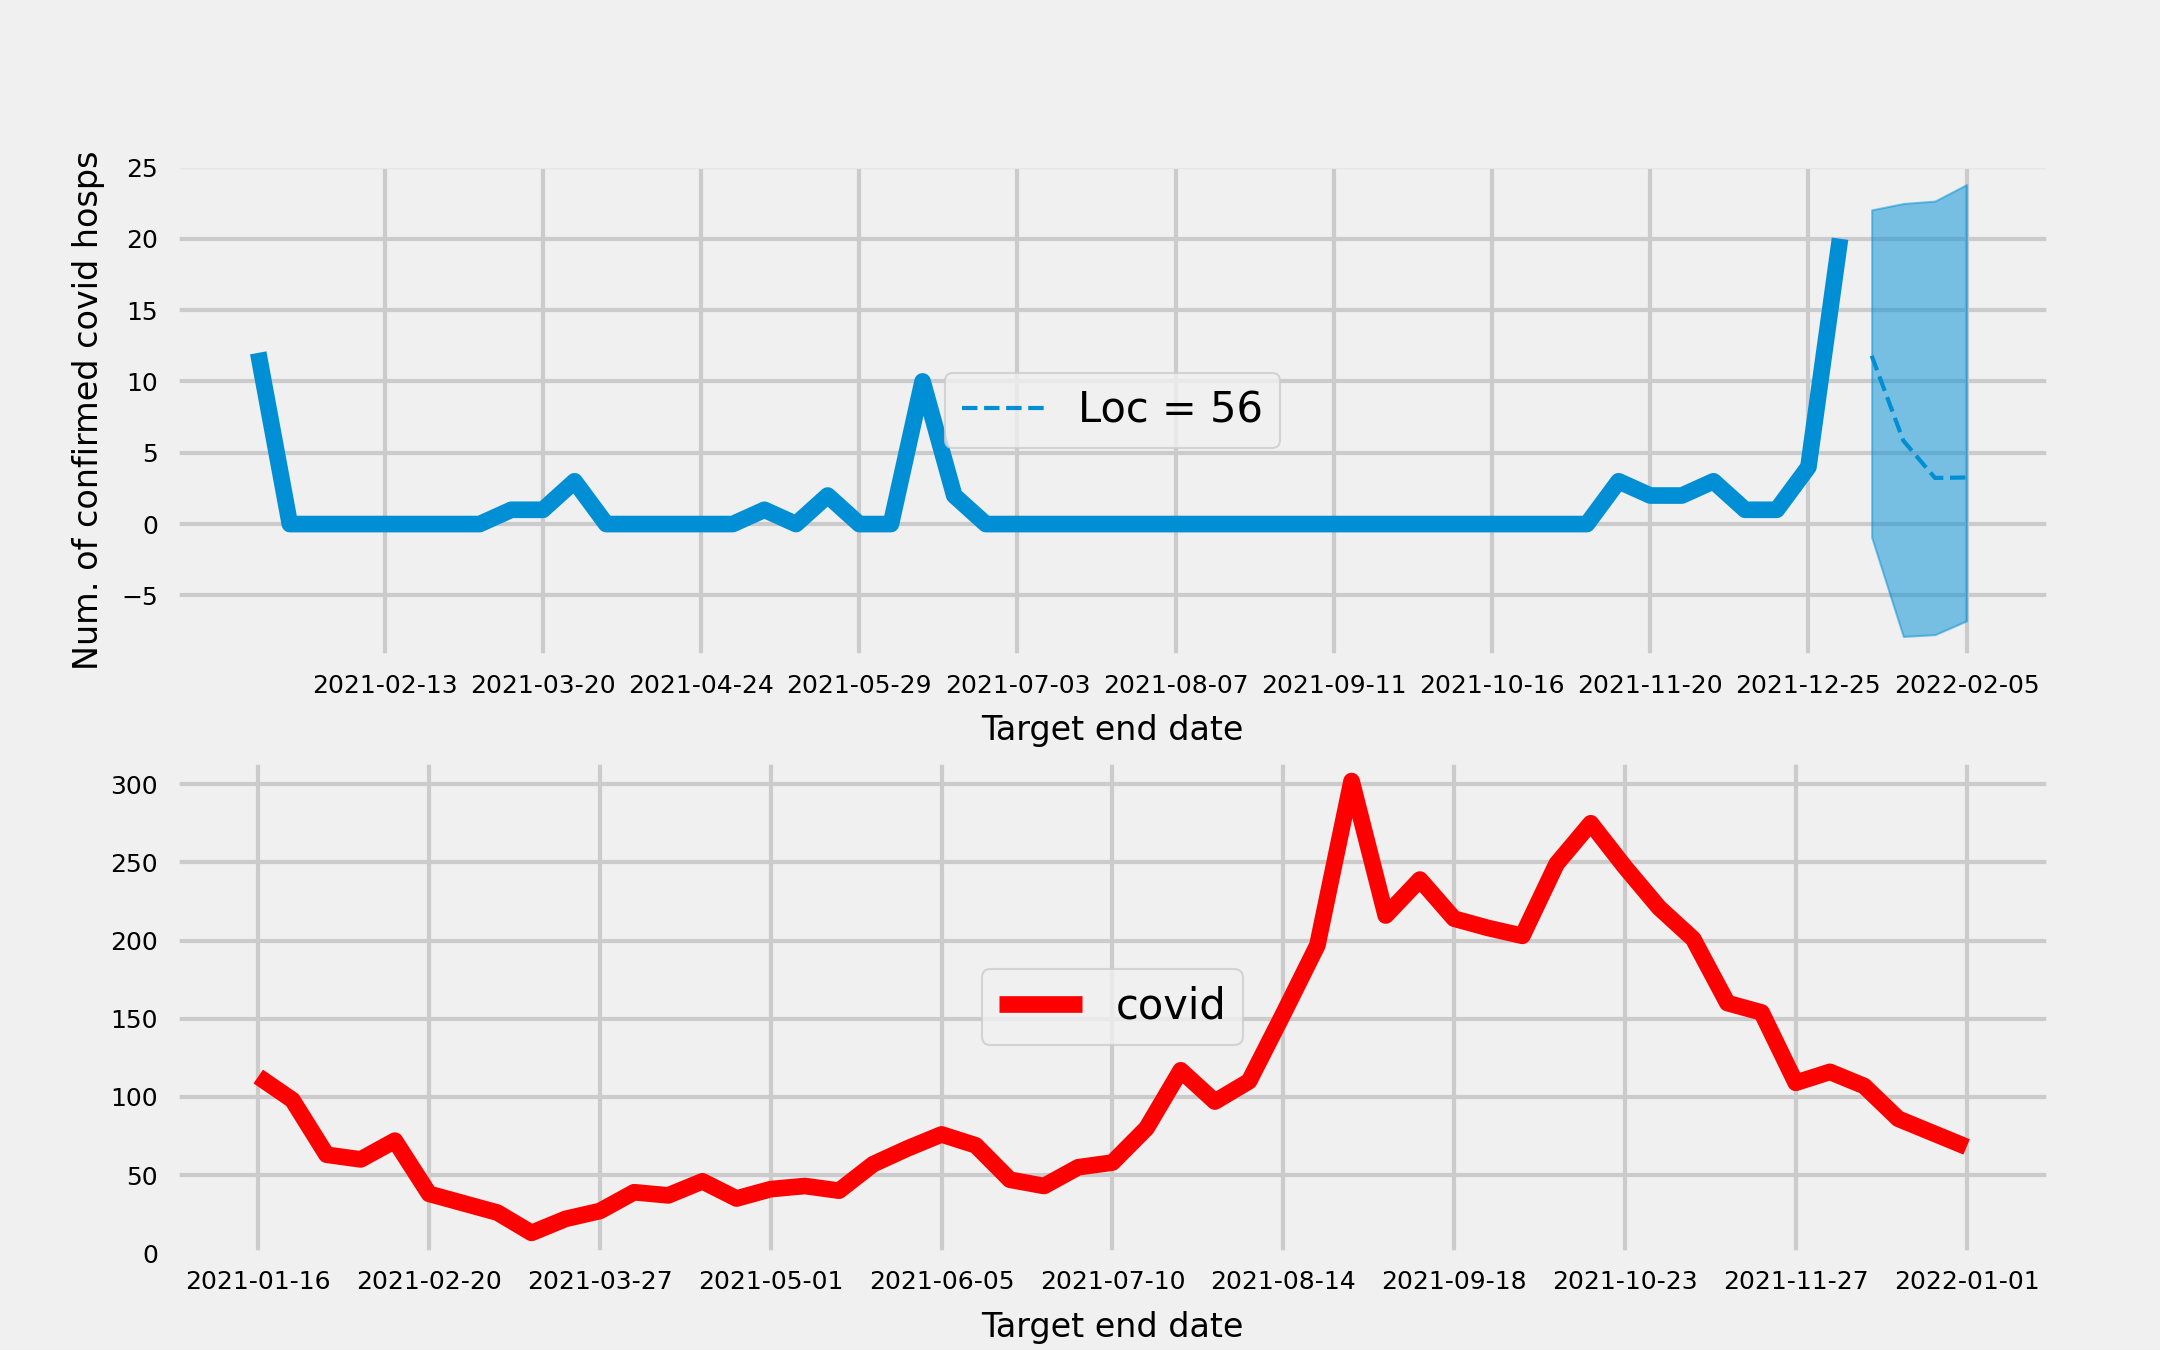 Num. of confirmed covid hosps
25
20
15
10
5
0
−5
Loc = 56
2021-02-13 2021-03-20 2021-04-24 2021-05-29 2021-07-03 2021-08-07 2021-09-11 2021-10-16 2021-11-20 2021-12-25 2022-02-05
Target end date
300
250
200
150
100
50
0
covid
2021-01-16 2021-02-20 2021-03-27 2021-05-01 2021-06-05 2021-07-10 2021-08-14 2021-09-18 2021-10-23 2021-11-27 2022-01-01
Target end date